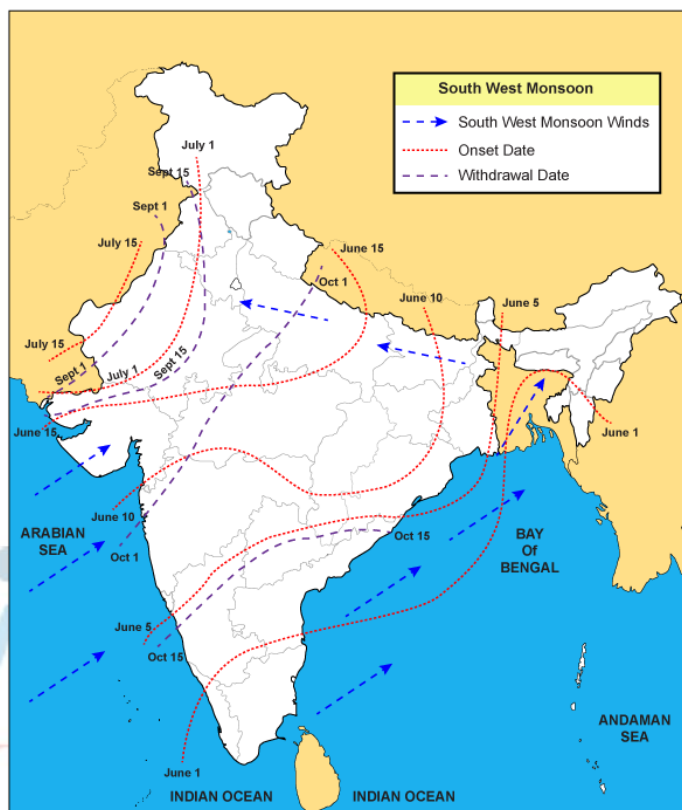 South West Monsoon
South West Monsoon Winds
Onset Date
Withdrawal Date
July 1
Sept 15
Sept 1
July 15
June 15
Oct 1
June 10
June 5
July 15
Sept 1
July 1
Sept 15
June 15
June 1
June 10
ARABIAN
SEA
Oct 1
Oct 15
BAY
Of
BENGAL
June 5
Oct 15
ANDAMAN
SEA
June 1
INDIAN OCEAN
INDIAN OCEAN